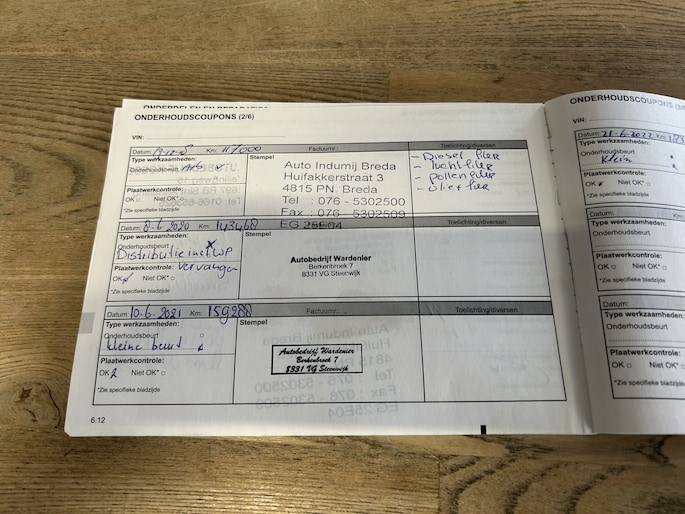 ONDERHOUDSCOUPONS (2/6)
VIN:
Datum: Km: 117000 Factuurnr.: Toelichting/diversen
Type werkzaamheden:
Onderhoudsbeurt
Plaatwerkcontrole:
OK □ Niet OK* □
*Zie specifieke bladzijde
Stempel
Auto Indumij Breda
Huifakkerstraat 3
4815 PN. Breda
Tel : 076 - 5302500
Fax : 076 - 5302509
EG 25E04
- Diesel filter
- luchtfilter
- pollenfilter
- oliefilter
Datum: 8-6-2020 Km: 143468 Toelichting/diversen
Type werkzaamheden:
Onderhoudsbeurt x
Distributie incl. WP
Plaatwerkcontrole: vervangen
OK Niet OK* □
*Zie specifieke bladzijde
Stempel
Autobedrijf Wardenier
Berkenbroek 7
8331 VG Steenwijk
Datum: 10-6-2021 Km: 159288 Factuurnr.: Toelichting/diversen
Type werkzaamheden:
Onderhoudsbeurt □
kleine beurt
Plaatwerkcontrole:
OK Niet OK* □
*Zie specifieke bladzijde
Stempel
Autobedrijf Wardenier
Berkenbroek 7
8331 VG Steenwijk
6.12
ONDERHOUDSCOUPONS
VIN:
Datum: 21-6-2022 Km:
Type werkzaamheden:
Onderhoudsbeurt
Klein
Plaatwerkcontrole:
OK Niet OK* □
*Zie specifieke bladzijde
Datum:
Type werkzaamheden:
Onderhoudsbeurt
Plaatwerkcontrole:
OK □ Niet OK* □
*Zie specifieke bladzijde
Datum:
Type werkzaamheden:
Onderhoudsbeurt
Plaatwerkcontrole:
OK □ Niet OK* □
*Zie specifieke bladzijde